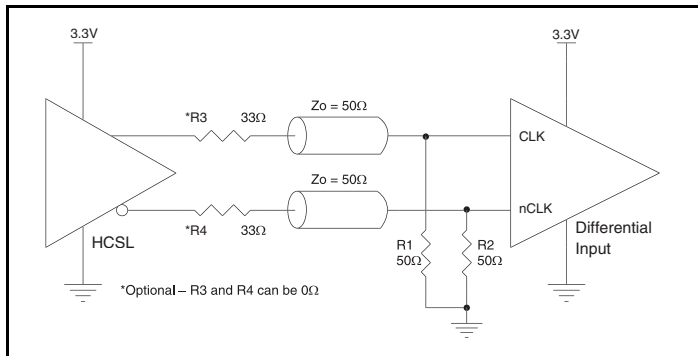 3.3V
3.3V
*R3 33Ω
Zo = 50Ω
CLK
Zo = 50Ω
nCLK
*R4 33Ω
HCSL
R1
50Ω
R2
50Ω
Differential
Input
*Optional – R3 and R4 can be 0Ω